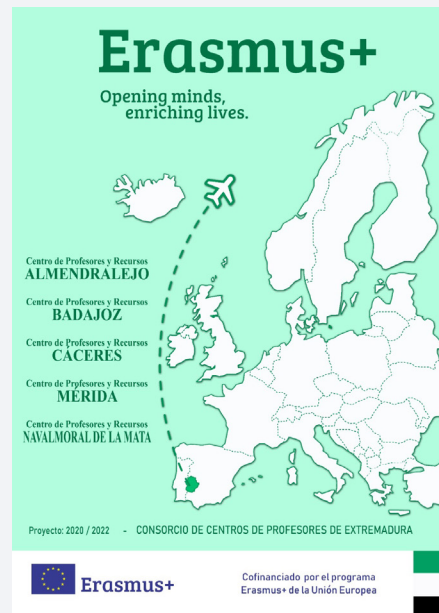 Erasmus+
Opening minds,
enriching lives.
Centro de Profesores y Recursos
ALMENDRALEJO
Centro de Profesores y Recursos
BADAJOZ
Centro de Profesores y Recursos
CÁCERES
Centro de Profesores y Recursos
MÉRIDA
Centro de Profesores y Recursos
NAVALMORAL DE LA MATA
Proyecto: 2020 / 2022 - CONSORCIO DE CENTROS DE PROFESORES DE EXTREMADURA
Erasmus+
Cofinanciado por el programa
Erasmus+ de la Unión Europea